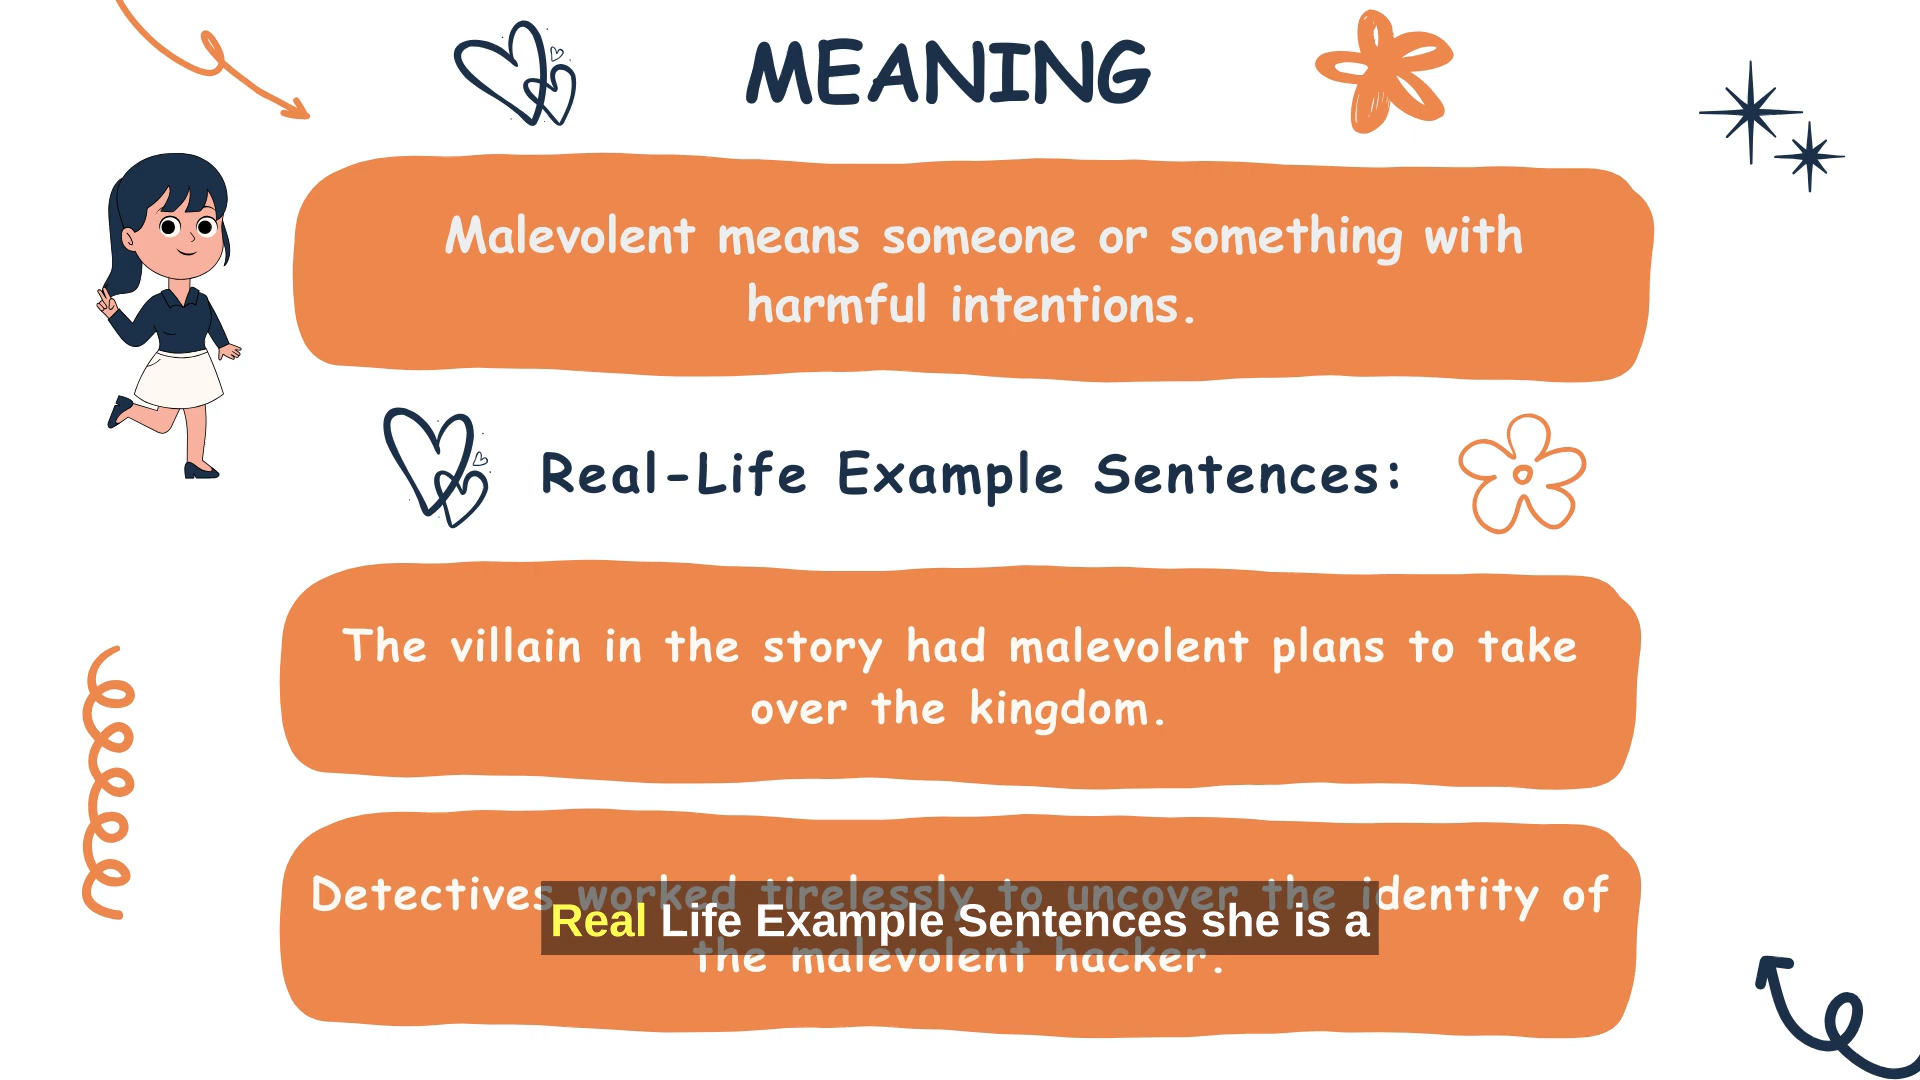 MEANING
Malevolent means someone or something with
harmful intentions.
Real-Life Example Sentences:
The villain in the story had malevolent plans to take
over the kingdom.
Detectives worked tirelessly to uncover the identity of
Real Life Example Sentences she is a
the malevolent hacker.